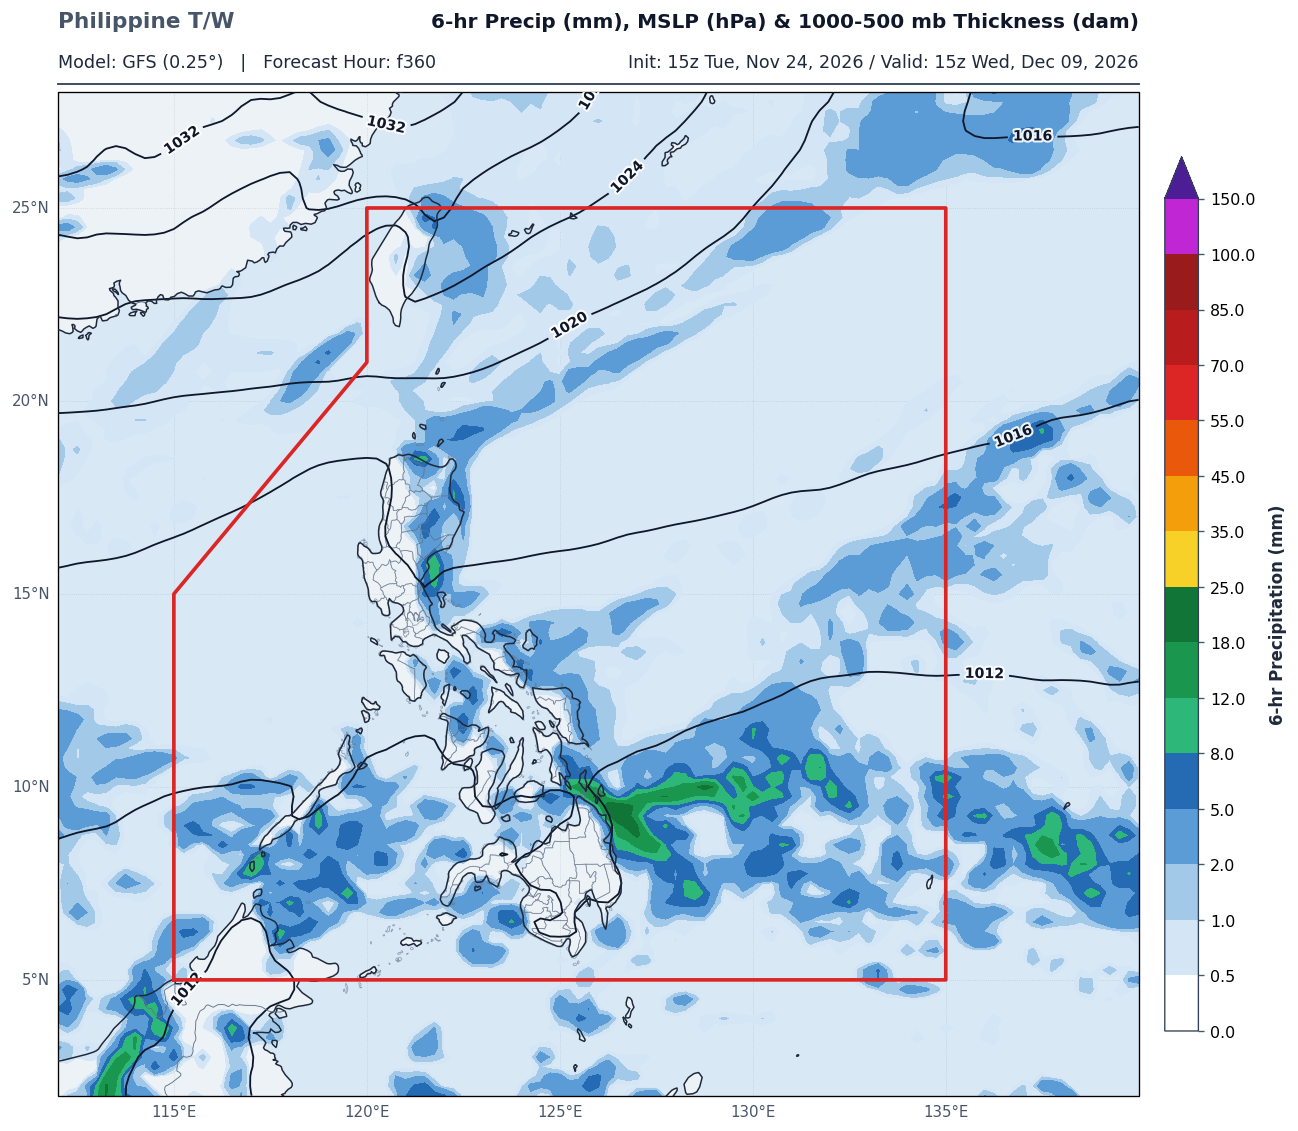 Philippine T/W
6-hr Precip (mm), MSLP (hPa) & 1000-500 mb Thickness (dam)
Model: GFS (0.25°)   |   Forecast Hour: f360
Init: 15z Tue, Nov 24, 2026 / Valid: 15z Wed, Dec 09, 2026
1032
1032
1016
1024
1020
1016
1012
1012
25°N
20°N
15°N
10°N
5°N
115°E
120°E
125°E
130°E
135°E
150.0
100.0
85.0
70.0
55.0
45.0
35.0
25.0
18.0
12.0
8.0
5.0
2.0
1.0
0.5
0.0
6-hr Precipitation (mm)